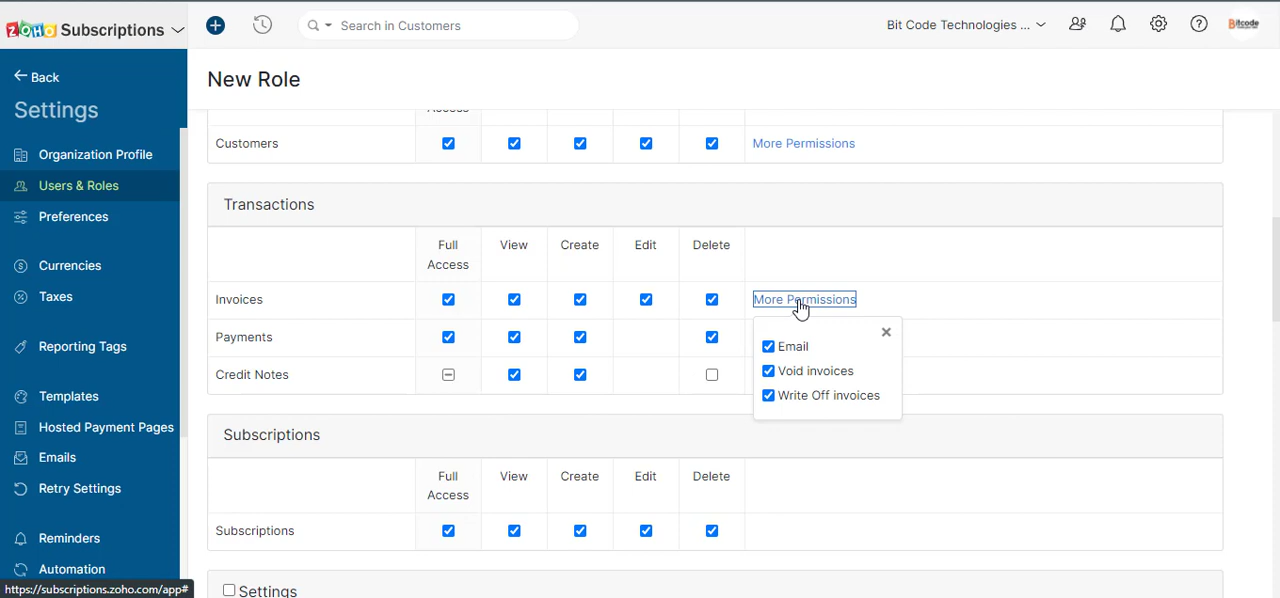 ZOHO Subscriptions
Search in Customers
Bit Code Technologies ...
Bitcode
Back
Settings
Organization Profile
Users & Roles
Preferences
Currencies
Taxes
Reporting Tags
Templates
Hosted Payment Pages
Emails
Retry Settings
Reminders
Automation
https://subscriptions.zoho.com/app#
New Role
Access
Customers More Permissions
Transactions
Full Access View Create Edit Delete
Invoices More Permissions
Payments
Credit Notes
Email
Void invoices
Write Off invoices
Subscriptions
Full Access View Create Edit Delete
Subscriptions
Settings